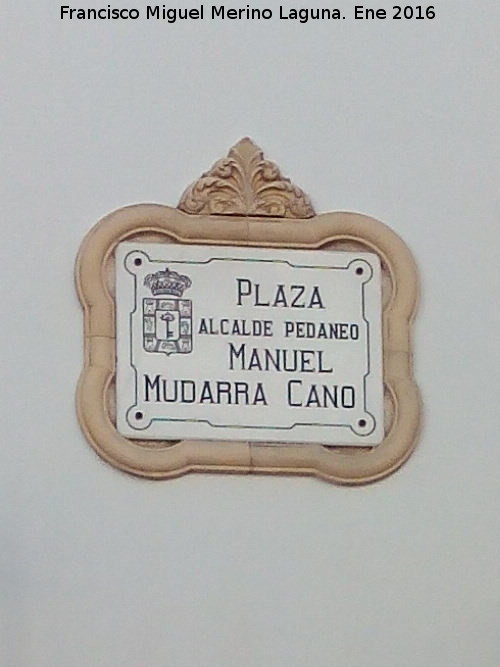 Francisco Miguel Merino Laguna. Ene 2016
PLAZA
ALCALDE PEDANEO
MANUEL
MUDARRA CANO